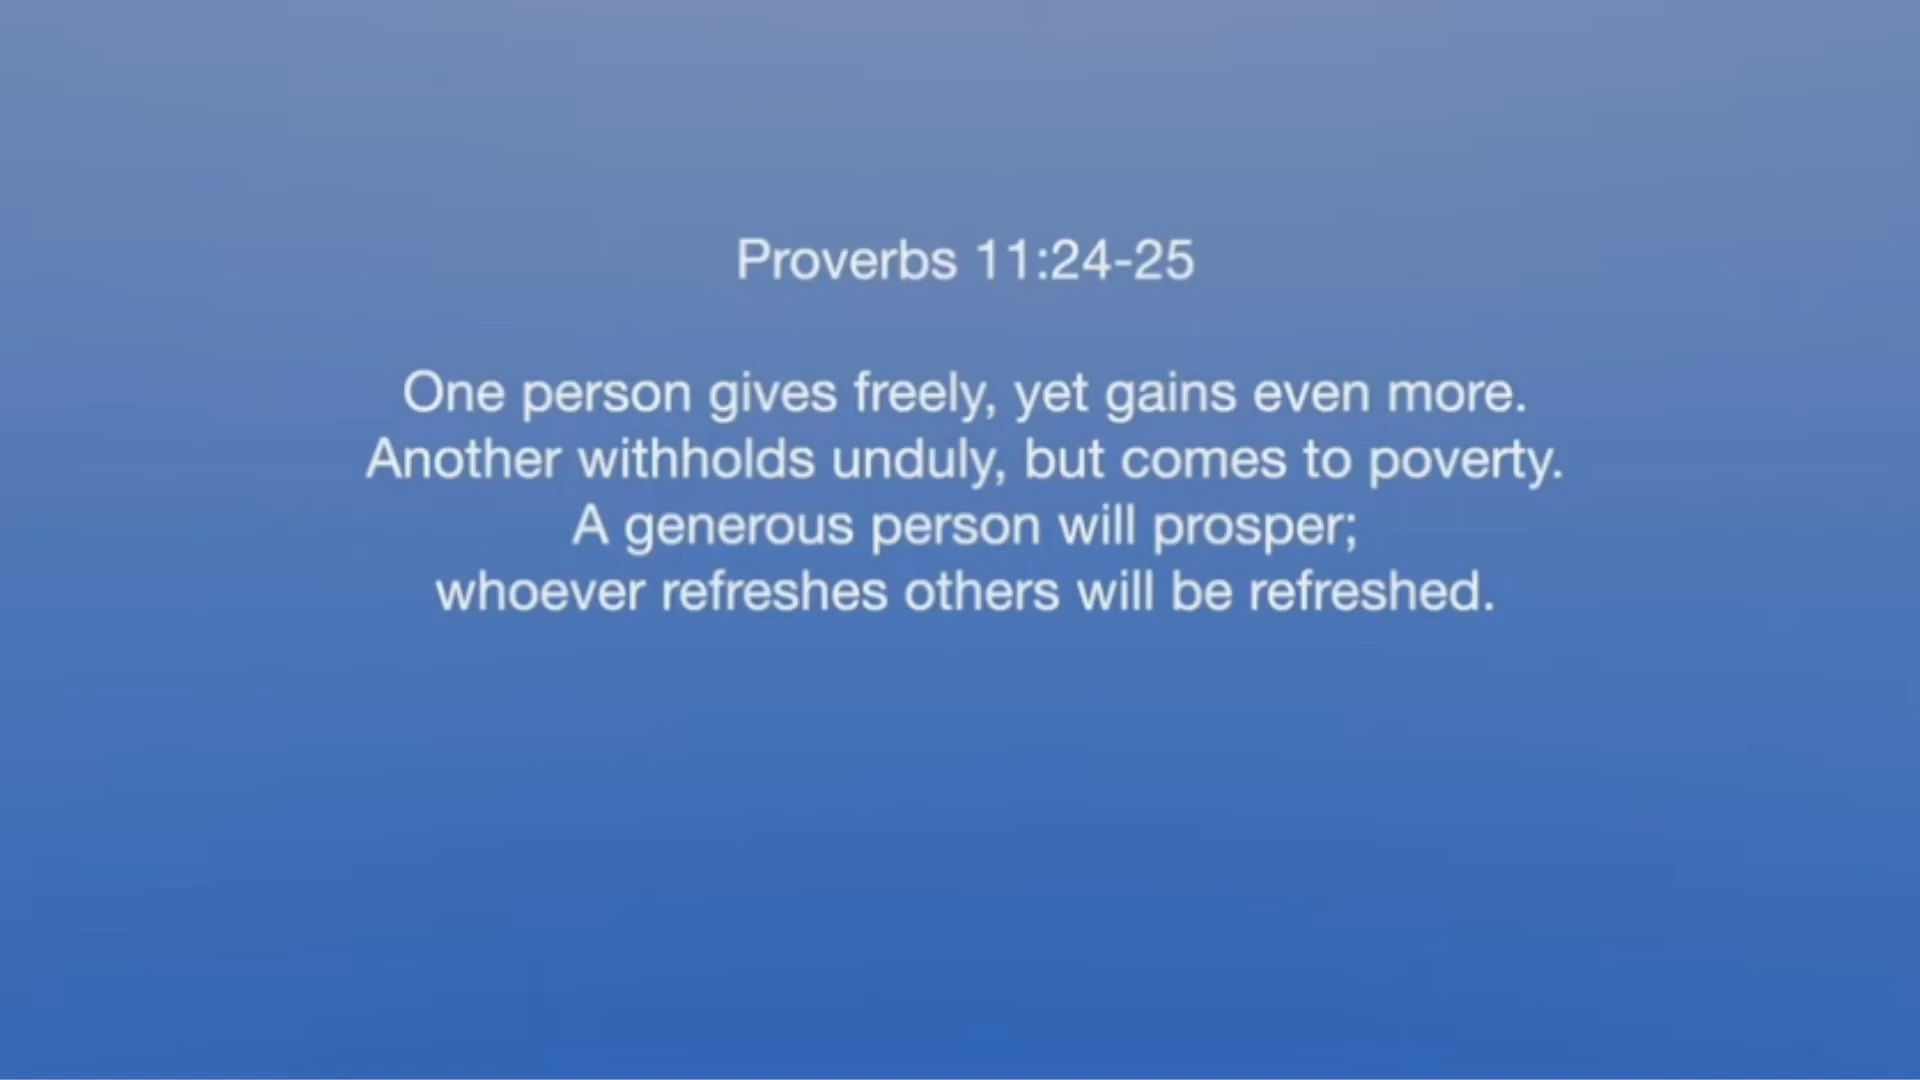 Proverbs 11:24-25
One person gives freely, yet gains even more.
Another withholds unduly, but comes to poverty.
A generous person will prosper;
whoever refreshes others will be refreshed.